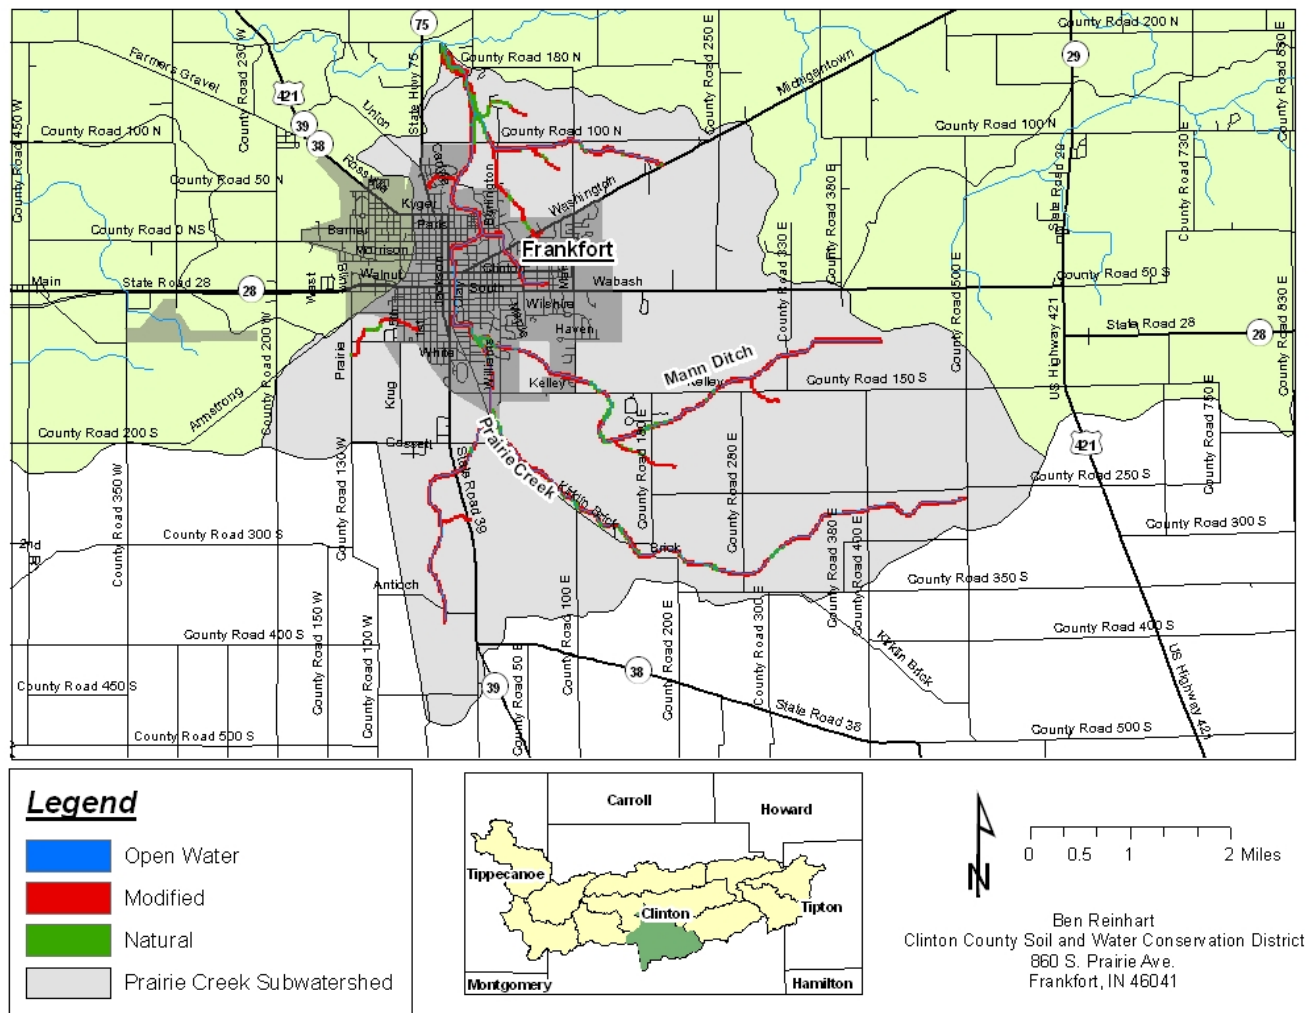 75
County Road 200 N
County Road 230 W
Farmers Gravel
County Road 180 N
County Road 250 E
Michigantown
29
County Road 830 E
421
Union
State Hwy 75
39
38
County Road 450 W
County Road 100 N
County Road 100 N
County Road 100 N
County Road 730 E
Rossville
County Road 50 N
Burlington
Washington
County Road 380 E
State Road 29
Kyger
Paris
County Road 0 NS
Barner
Morrison
Frankfort
County Road 330 E
County Road 500 E
Main
State Road 28
28
West
Walnut
Clinton
South
Wabash
County Road 50 S
Jackson
Clay
Wilshire
Maple
Haven
US Highway 421
State Road 28
28
County Road 830 E
County Road 200 W
Prairie
White
Williams
Mann Ditch
Armstrong
Krug
Kelley
Kelley
County Road 150 S
County Road 750 E
County Road 200 S
Gossett
Prairie Creek
County Road 180 E
County Road 280 E
421
County Road 250 S
County Road 350 W
County Road 130 W
State Road 39
Kirklin Brick
County Road 300 S
2nd
County Road 300 S
Brick
County Road 380 E
County Road 400 E
Antioch
County Road 350 S
County Road 150 W
County Road 100 W
County Road 100 E
County Road 200 E
County Road 300 E
County Road 400 S
County Road 400 S
Kirklin Brick
County Road 450 S
County Road 50 E
38
39
US Highway 421
State Road 38
County Road 500 S
County Road 500 S
Legend
Open Water
Modified
Natural
Prairie Creek Subwatershed
Carroll
Howard
Tippecanoe
Clinton
Tipton
Montgomery
Hamilton
N
0 0.5 1 2 Miles
Ben Reinhart
Clinton County Soil and Water Conservation District
860 S. Prairie Ave.
Frankfort, IN 46041